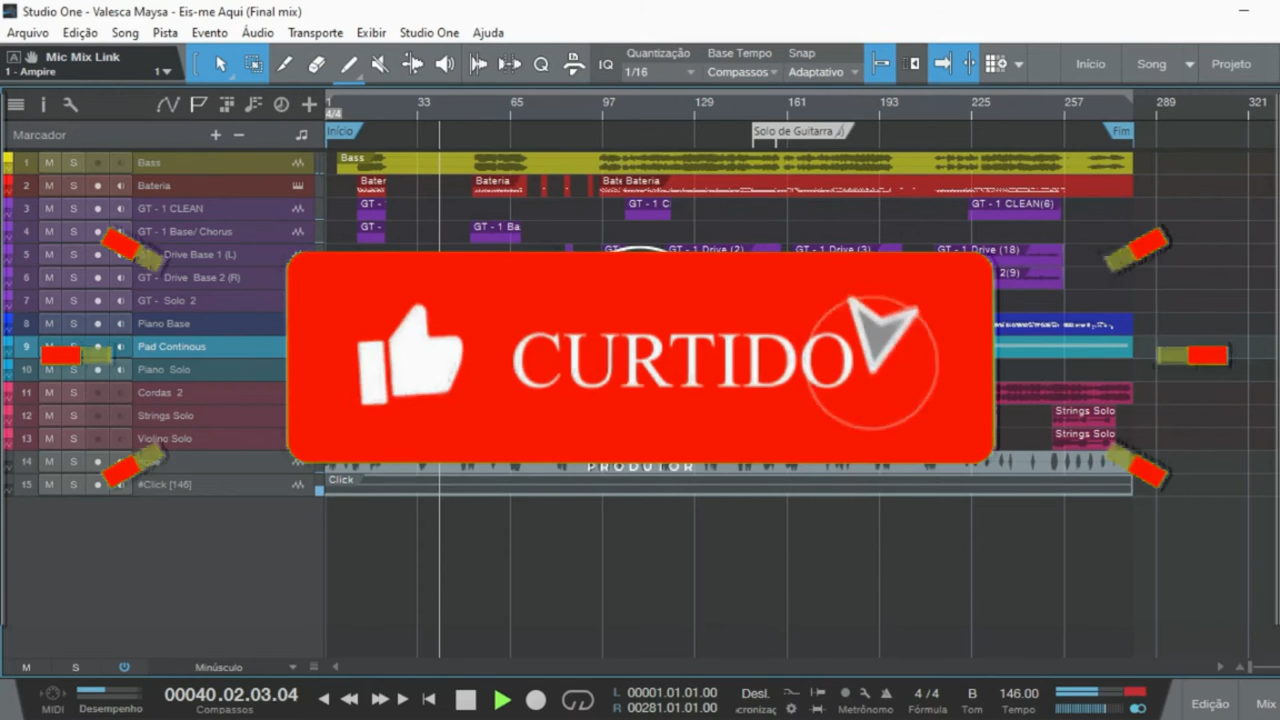 Studio One - Valesca Maysa - Eis-me Aqui (Final mix)
Arquivo Edição Song Pista Evento Áudio Transporte Exibir Studio One Ajuda
A Mic Mix Link
1 - Ampire 1
IQ Quantização 1/16 Base Tempo Compassos Snap Adaptativo Início Song Projeto
1 33 65 97 129 161 193 225 257 289 321
4/4
Marcador + − Início Solo de Guitarra Fim
1 M S Bass Bass
2 M S Bateria Bater Bateria Bate Bateria
3 M S GT - 1 CLEAN GT - GT - 1 C GT - 1 CLEAN(6)
4 M S GT - 1 Base/ Chorus GT - GT - 1 Ba
5 M S Drive Base 1 (L) GT- 1 Drive (2) GT - 1 Drive (3) GT - 1 Drive (18)
6 M S GT - Drive Base 2 (R) 2(9)
7 M S GT - Solo 2
8 M S Piano Base
9 Pad Continous
10 M S Piano Solo
11 M S Cordas 2
12 M S Strings Solo Strings Solo
13 M S Violino Solo Strings Solo
14 M
15 M S #Click [146] Click
CURTIDO
PRODUTOR
M S Minúsculo
MIDI Desempenho
00040.02.03.04
Compassos
L 00001.01.01.00
R 00281.01.01.00
Desl.
Metrônomo
4 / 4
Fórmula
B
Tom
146.00
Tempo
Edição Mix